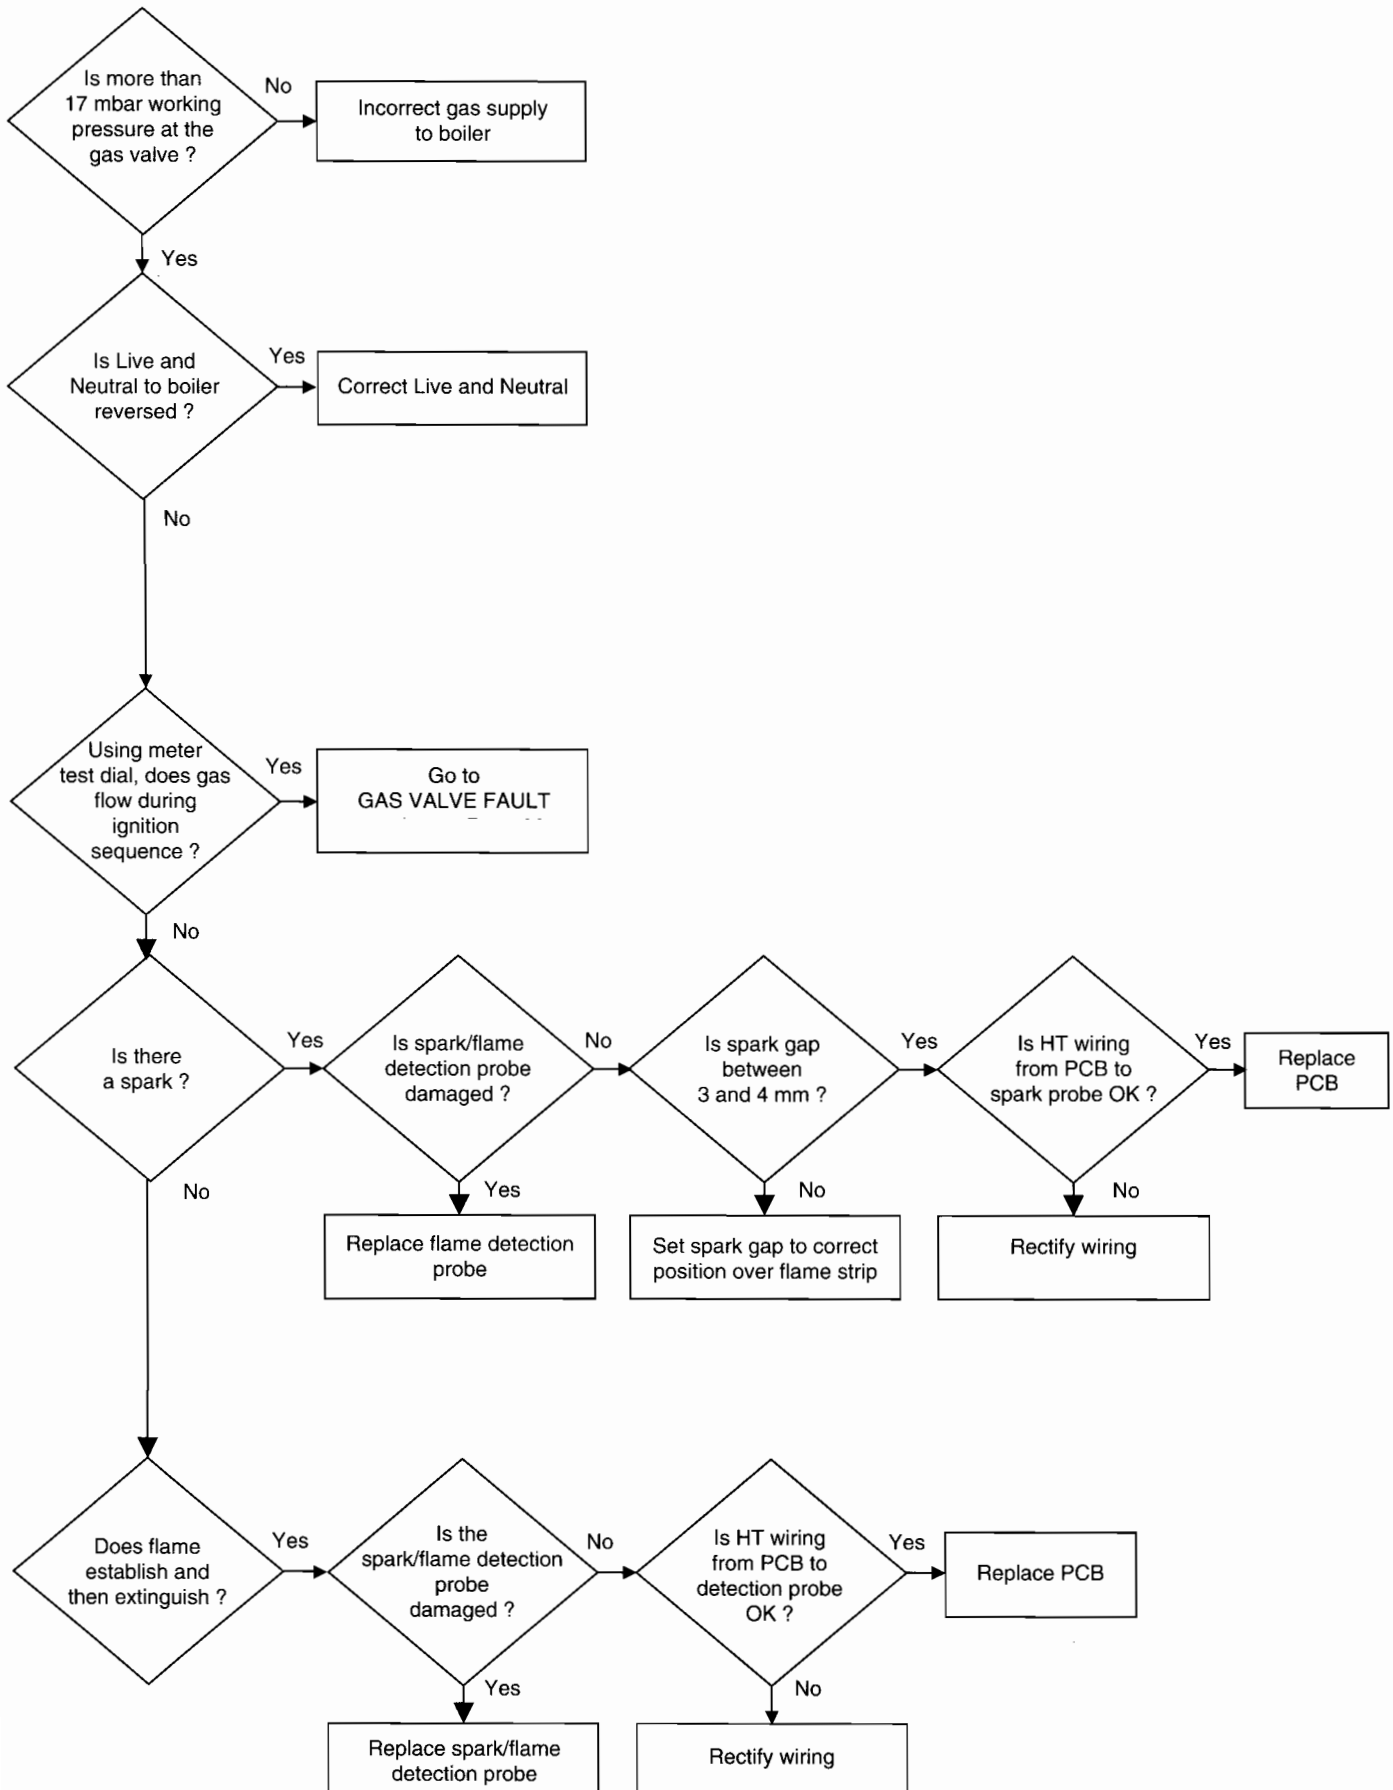 Is more than
17 mbar working
pressure at the
gas valve ?
No
Incorrect gas supply
to boiler
Yes
Is Live and
Neutral to boiler
reversed ?
Yes
Correct Live and Neutral
No
Using meter
test dial, does gas
flow during
ignition
sequence ?
Yes
Go to
GAS VALVE FAULT
No
Is there
a spark ?
Yes
Is spark/flame
detection probe
damaged ?
No
Is spark gap
between
3 and 4 mm ?
Yes
Is HT wiring
from PCB to
spark probe OK ?
Yes
Replace
PCB
No
Yes
Replace flame detection
probe
No
Set spark gap to correct
position over flame strip
No
Rectify wiring
Does flame
establish and
then extinguish ?
Yes
Is the
spark/flame detection
probe
damaged ?
No
Is HT wiring
from PCB to
detection probe
OK ?
Yes
Replace PCB
Yes
Replace spark/flame
detection probe
No
Rectify wiring